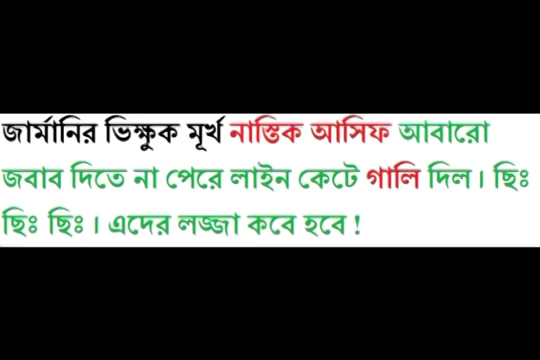 জার্মানির ভিক্ষুক মূর্খ নাস্তিক আসিফ আবারো
জবাব দিতে না পেরে লাইন কেটে গালি দিল। ছিঃ
ছিঃ ছিঃ। এদের লজ্জা কবে হবে!